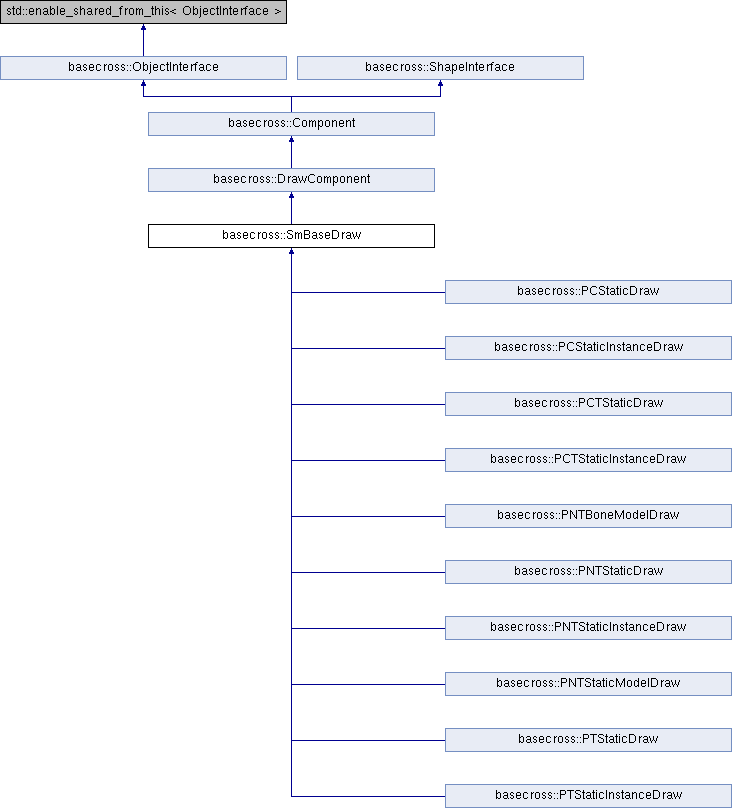 std::enable_shared_from_this< ObjectInterface >
basecross::ObjectInterface
basecross::ShapeInterface
basecross::Component
basecross::DrawComponent
basecross::SmBaseDraw
basecross::PCStaticDraw
basecross::PCStaticInstanceDraw
basecross::PCTStaticDraw
basecross::PCTStaticInstanceDraw
basecross::PNTBoneModelDraw
basecross::PNTStaticDraw
basecross::PNTStaticInstanceDraw
basecross::PNTStaticModelDraw
basecross::PTStaticDraw
basecross::PTStaticInstanceDraw